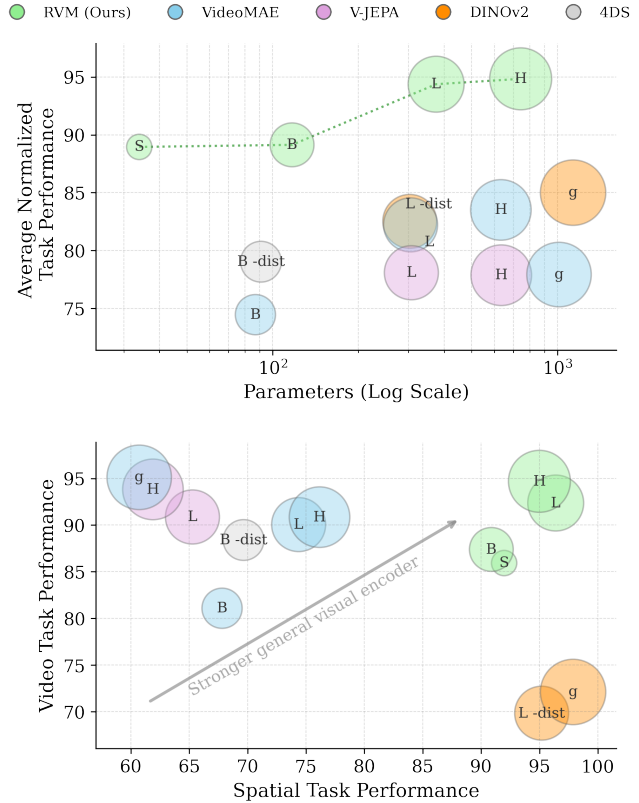 RVM (Ours) VideoMAE V-JEPA DINOv2 4DS
Average Normalized
Task Performance
95
90
85
80
75
S
B
L
H
L -dist
L
H
g
B -dist
L
H
g
B
10²
10³
Parameters (Log Scale)
Video Task Performance
95
90
85
80
75
70
g
H
L
B -dist
L
H
B
H
L
B
S
Stronger general visual encoder
g
L -dist
60 65 70 75 80 85 90 95 100
Spatial Task Performance